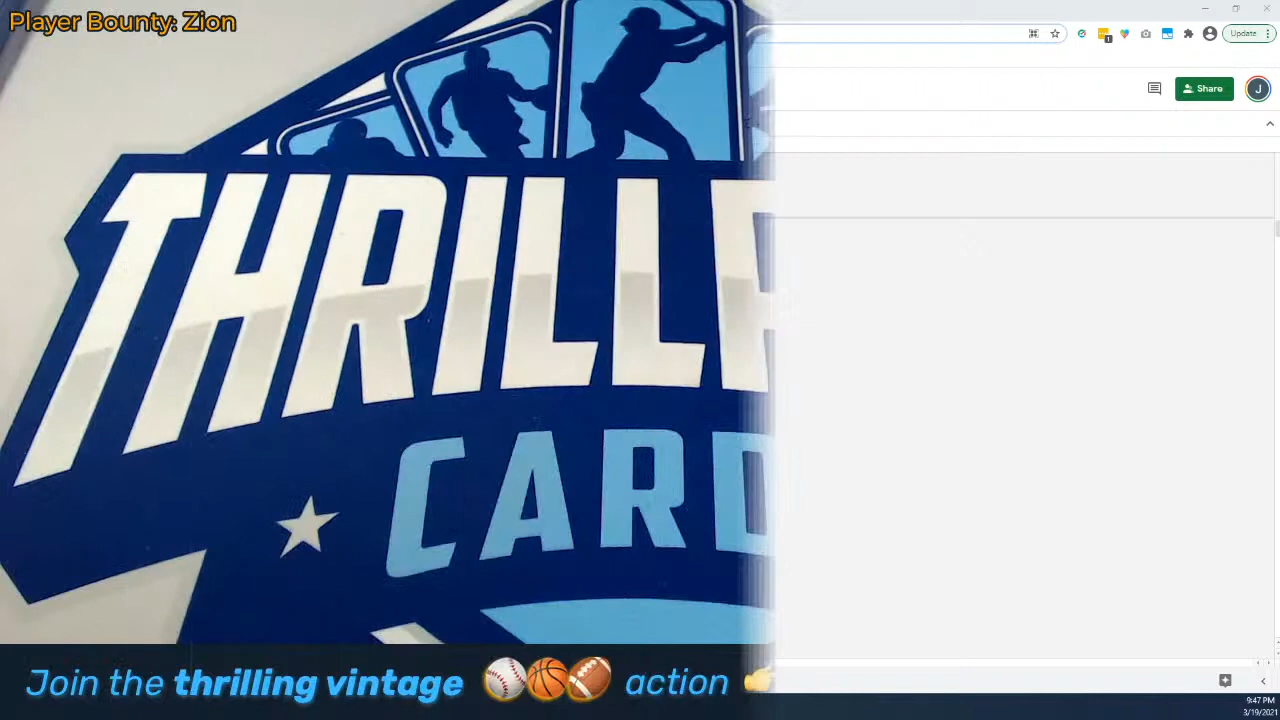 Player Bounty: Zion
Update
Share
J
THRILL
CARD
Join the thrilling vintage ⚾🏀🏈 action 👉
9:47 PM
3/19/2021